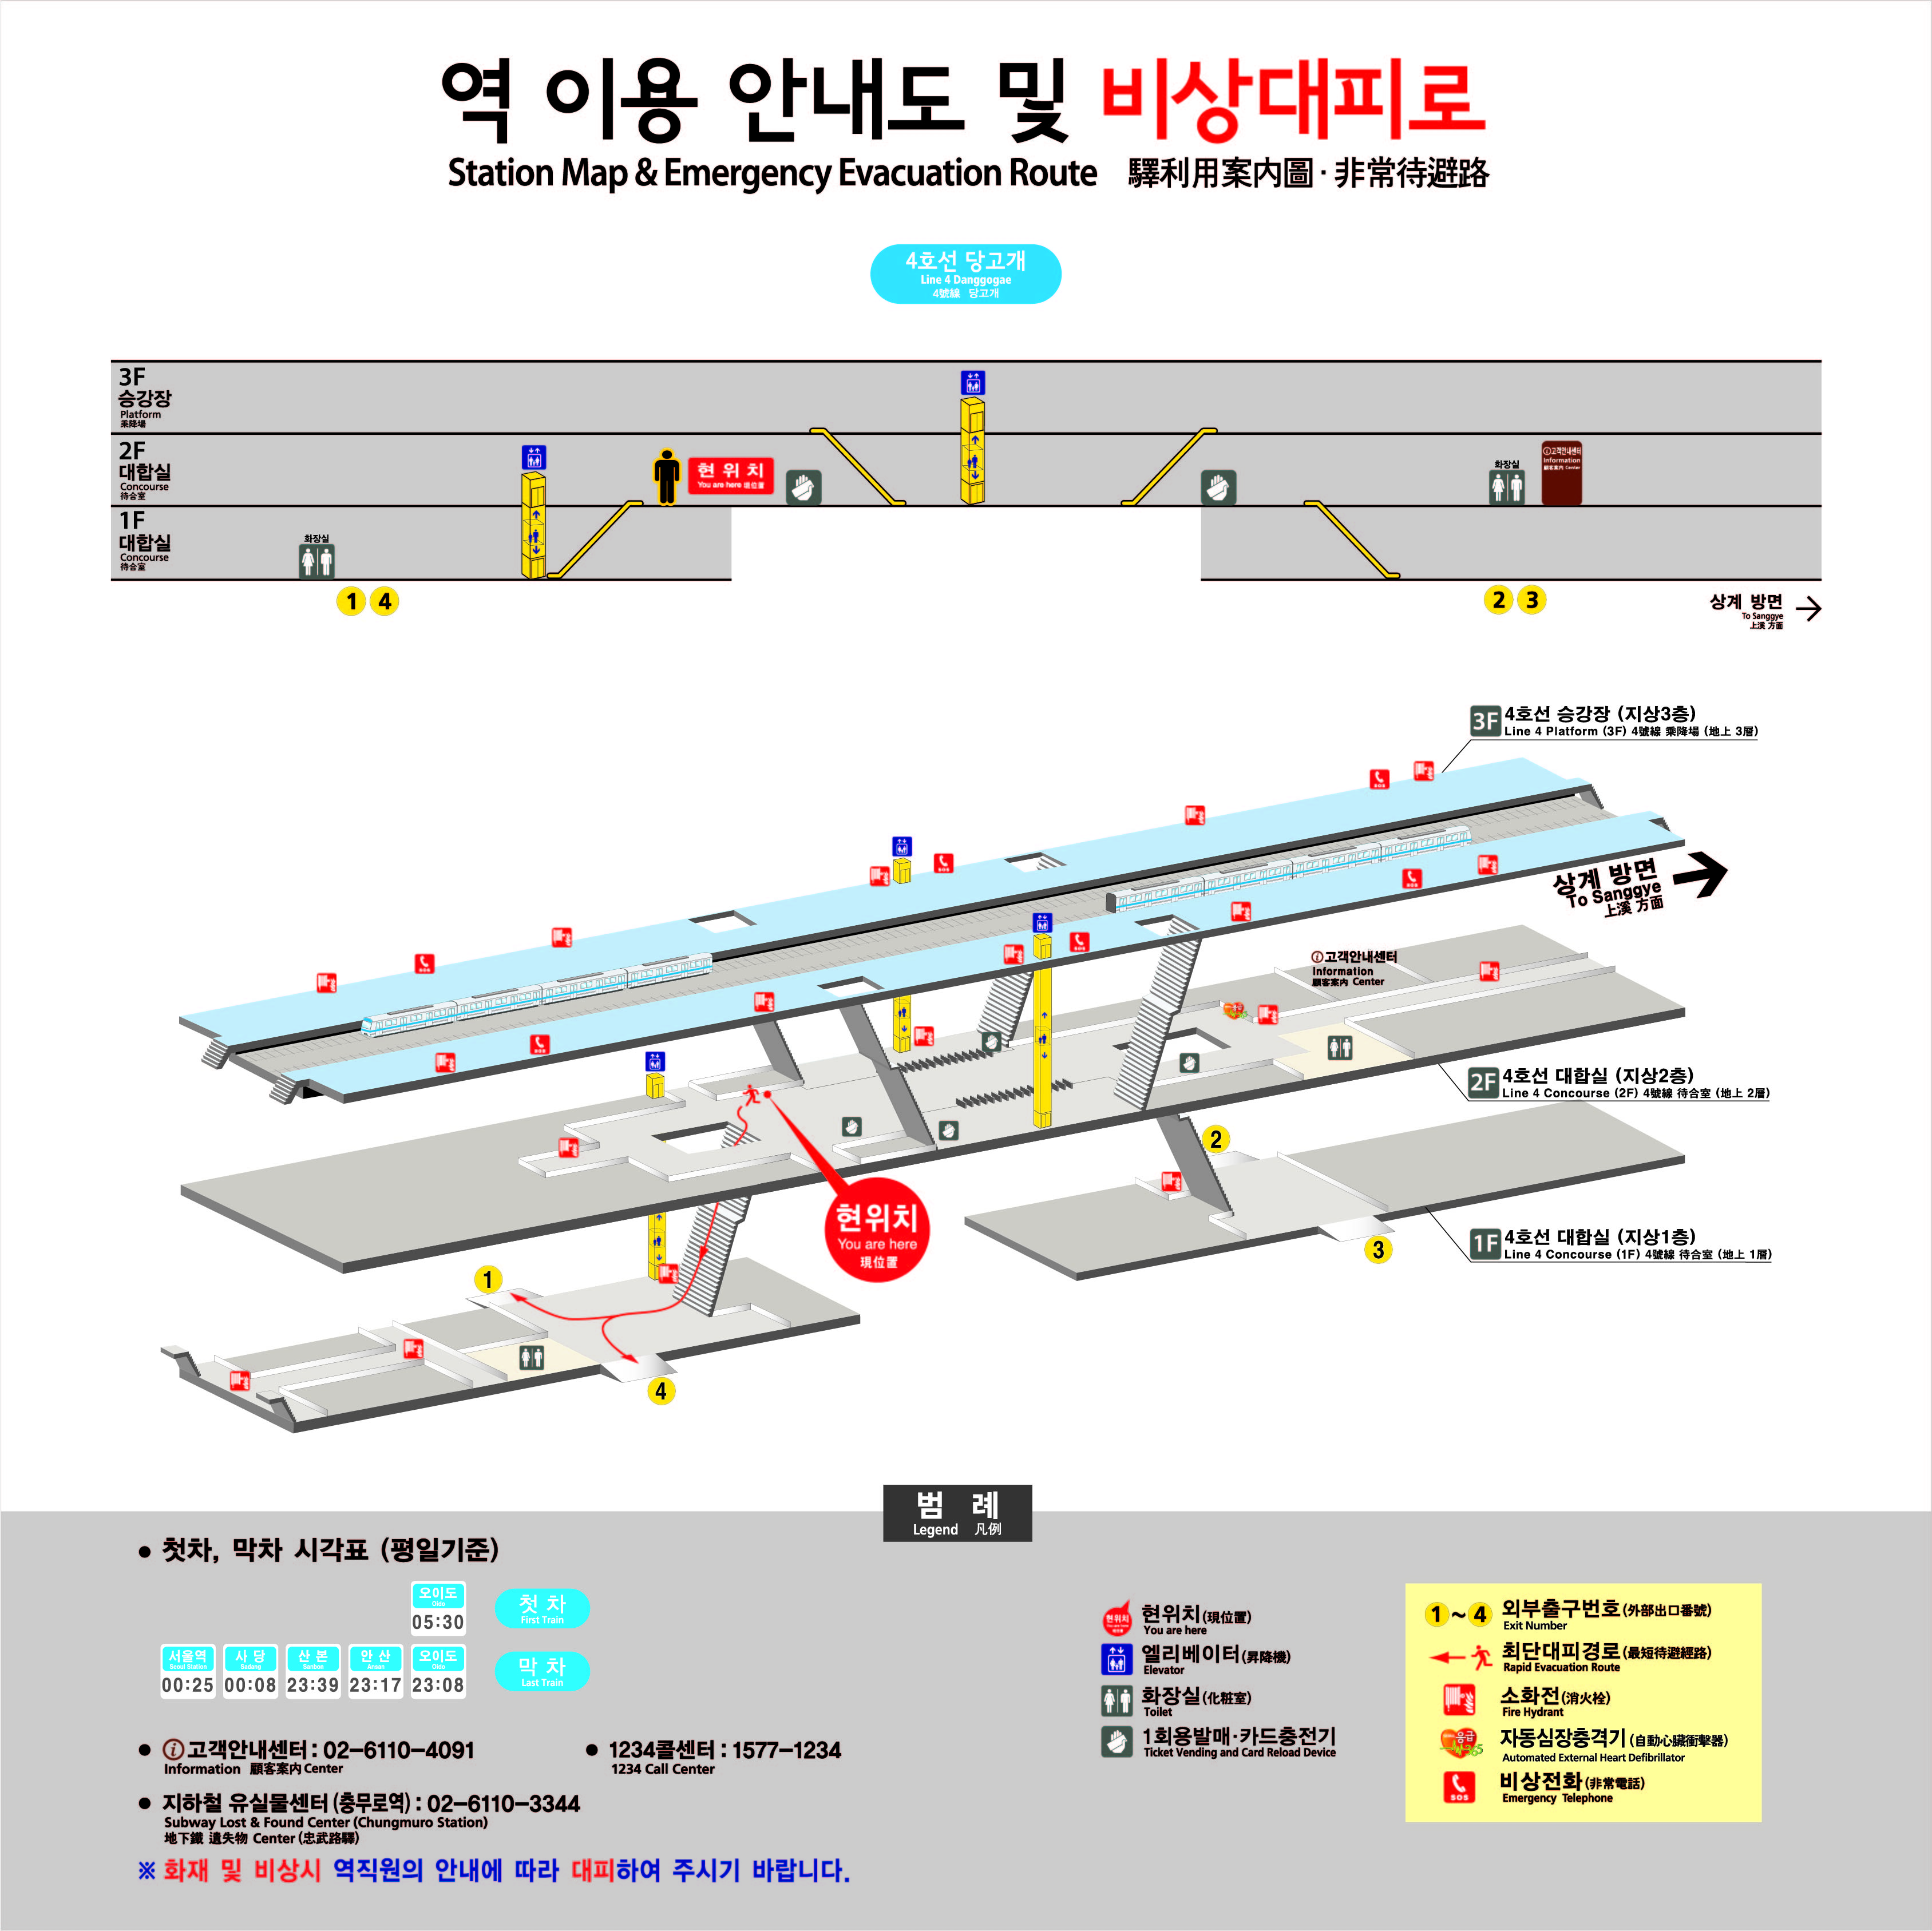 역 이용 안내도 및 비상대피로
Station Map & Emergency Evacuation Route 驛利用案内圖·非常待避路
4호선 당고개
Line 4 Danggogae
4號線 당고개
3F
승강장
Platform
乘降場
2F
대합실
Concourse
待合室
현 위 치
You are here 現位置
화장실
ⓘ고객안내센터
Information
顧客案内 Center
1F
대합실
Concourse
待合室
화장실
1 4
2 3
상계 방면
To Sanggye
上溪 方面
3F 4호선 승강장 (지상3층)
Line 4 Platform (3F) 4號線 乘降場 (地上 3層)
상계 방면
To Sanggye
上溪 方面
ⓘ고객안내센터
Information
顧客案内 Center
2F 4호선 대합실 (지상2층)
Line 4 Concourse (2F) 4號線 待合室 (地上 2層)
2
현위치
You are here
現位置
1F 4호선 대합실 (지상1층)
Line 4 Concourse (1F) 4號線 待合室 (地上 1層)
3
1
4
범 례
Legend 凡例
● 첫차, 막차 시각표 (평일기준)
오이도
Oido
05:30
첫 차
First Train
서울역 사 당 산 본 안 산 오이도
Seoul Station Sadang Sanbon Ansan Oido
00:25 00:08 23:39 23:17 23:08
막 차
Last Train
● ⓘ고객안내센터 : 02-6110-4091
Information 顧客案内 Center
● 1234콜센터 : 1577-1234
1234 Call Center
● 지하철 유실물센터 (충무로역) : 02-6110-3344
Subway Lost & Found Center (Chungmuro Station)
地下鐵 遺失物 Center (忠武路驛)
※ 화재 및 비상시 역직원의 안내에 따라 대피하여 주시기 바랍니다.
현위치(現位置)
You are here
엘리베이터(昇降機)
Elevator
화장실(化粧室)
Toilet
1회용발매·카드충전기
Ticket Vending and Card Reload Device
1 ~ 4 외부출구번호(外部出口番號)
Exit Number
최단대피경로(最短待避經路)
Rapid Evacuation Route
소화전(消火栓)
Fire Hydrant
자동심장충격기(自動心臟衝擊器)
Automated External Heart Defibrillator
SOS
비상전화(非常電話)
Emergency Telephone